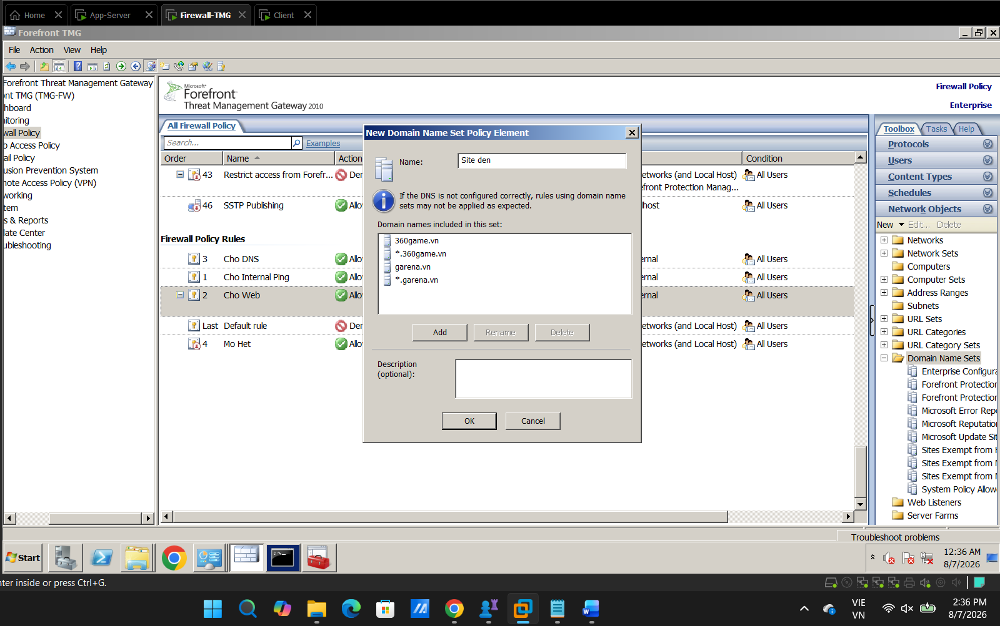 Home
App-Server
Firewall-TMG
Client
Forefront TMG
File Action View Help
Forefront Threat Management Gateway
ont TMG (TMG-FW)
hboard
nitoring
wall Policy
b Access Policy
ail Policy
usion Prevention System
note Access Policy (VPN)
working
tem
s & Reports
late Center
ubleshooting
Microsoft®
Forefront™
Threat Management Gateway 2010
Firewall Policy
Enterprise
All Firewall Policy
Search...
Examples
Order Name Action Condition
43 Restrict access from Forefr... Der etworks (and Local Host) All Users
efront Protection Manag...
46 SSTP Publishing Allo lhost All Users
Firewall Policy Rules
3 Cho DNS Allo ernal All Users
1 Cho Internal Ping Allo ernal All Users
2 Cho Web Allo ernal All Users
Last Default rule Der etworks (and Local Host) All Users
4 Mo Het Allo etworks (and Local Host) All Users
New Domain Name Set Policy Element
Name: Site den
If the DNS is not configured correctly, rules using domain name
sets may not be applied as expected.
Domain names included in this set:
360game.vn
*.360game.vn
garena.vn
*.garena.vn
Add Rename Delete
Description
(optional):
OK Cancel
Toolbox Tasks Help
Protocols
Users
Content Types
Schedules
Network Objects
New Edit... Delete
Networks
Network Sets
Computers
Computer Sets
Address Ranges
Subnets
URL Sets
URL Categories
URL Category Sets
Domain Name Sets
Enterprise Configura
Forefront Protection
Forefront Protection
Microsoft Error Repo
Microsoft Reputation
Microsoft Update Sit
Sites Exempt from H
Sites Exempt from M
Sites Exempt from M
System Policy Allow
Web Listeners
Server Farms
Troubleshoot problems
Start
12:36 AM
8/7/2026
nter inside or press Ctrl+G.
VIE
VN
2:36 PM
8/7/2026